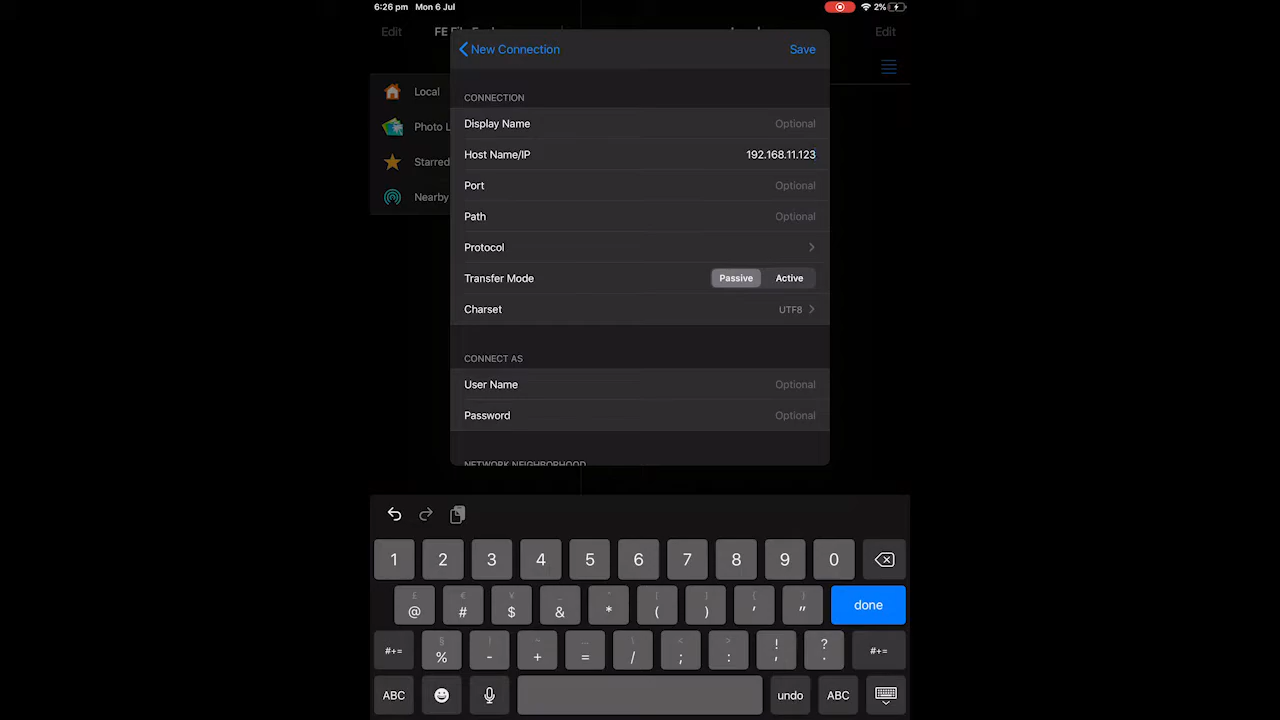 6:26 pm Mon 6 Jul
2%
Edit
Edit
New Connection
Save
Local
Photo L
Starred
Nearby
CONNECTION
Display Name Optional
Host Name/IP 192.168.11.123
Port Optional
Path Optional
Protocol
Transfer Mode Passive Active
Charset UTF8
CONNECT AS
User Name Optional
Password Optional
NETWORK NEIGHBORHOOD
1 2 3 4 5 6 7 8 9 0
@ # $ & * ( ) ' " done
#+= % - + = / ; : ! , ? . #+=
ABC undo ABC